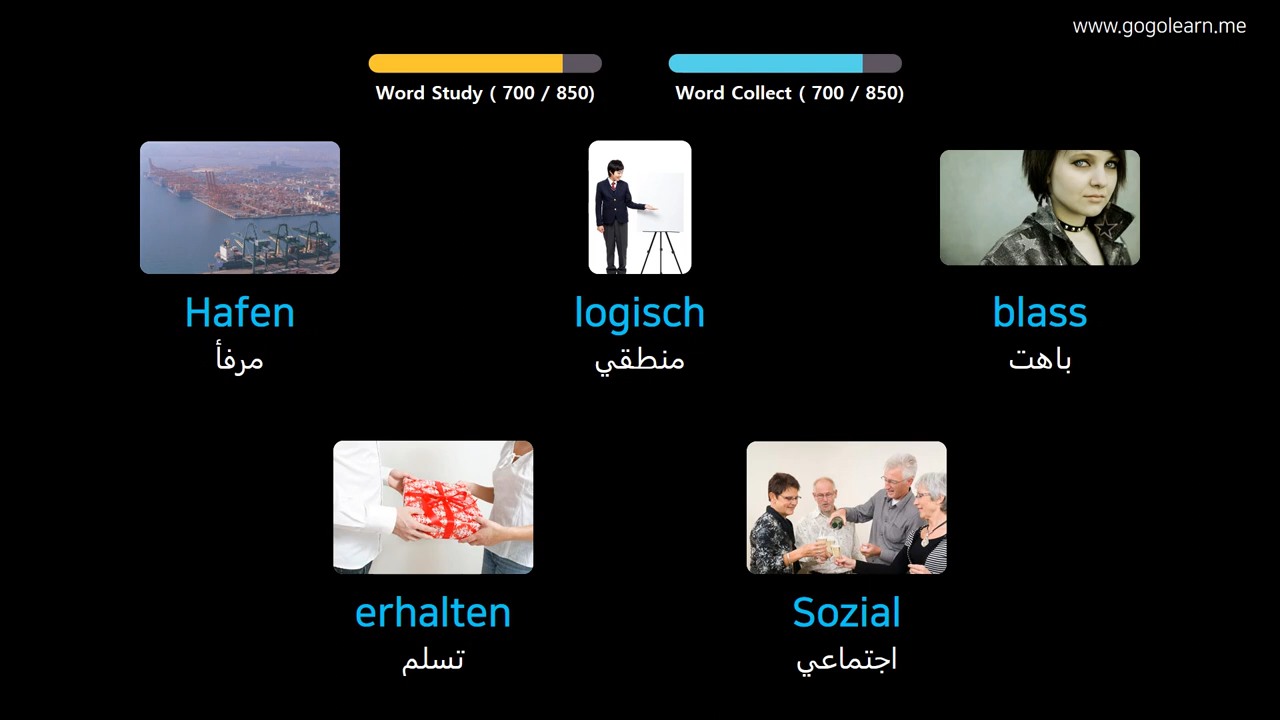 www.gogolearn.me
Word Study ( 700 / 850)
Word Collect ( 700 / 850)
Hafen
مرفأ
logisch
منطقي
blass
باهت
erhalten
تسلم
Sozial
اجتماعي